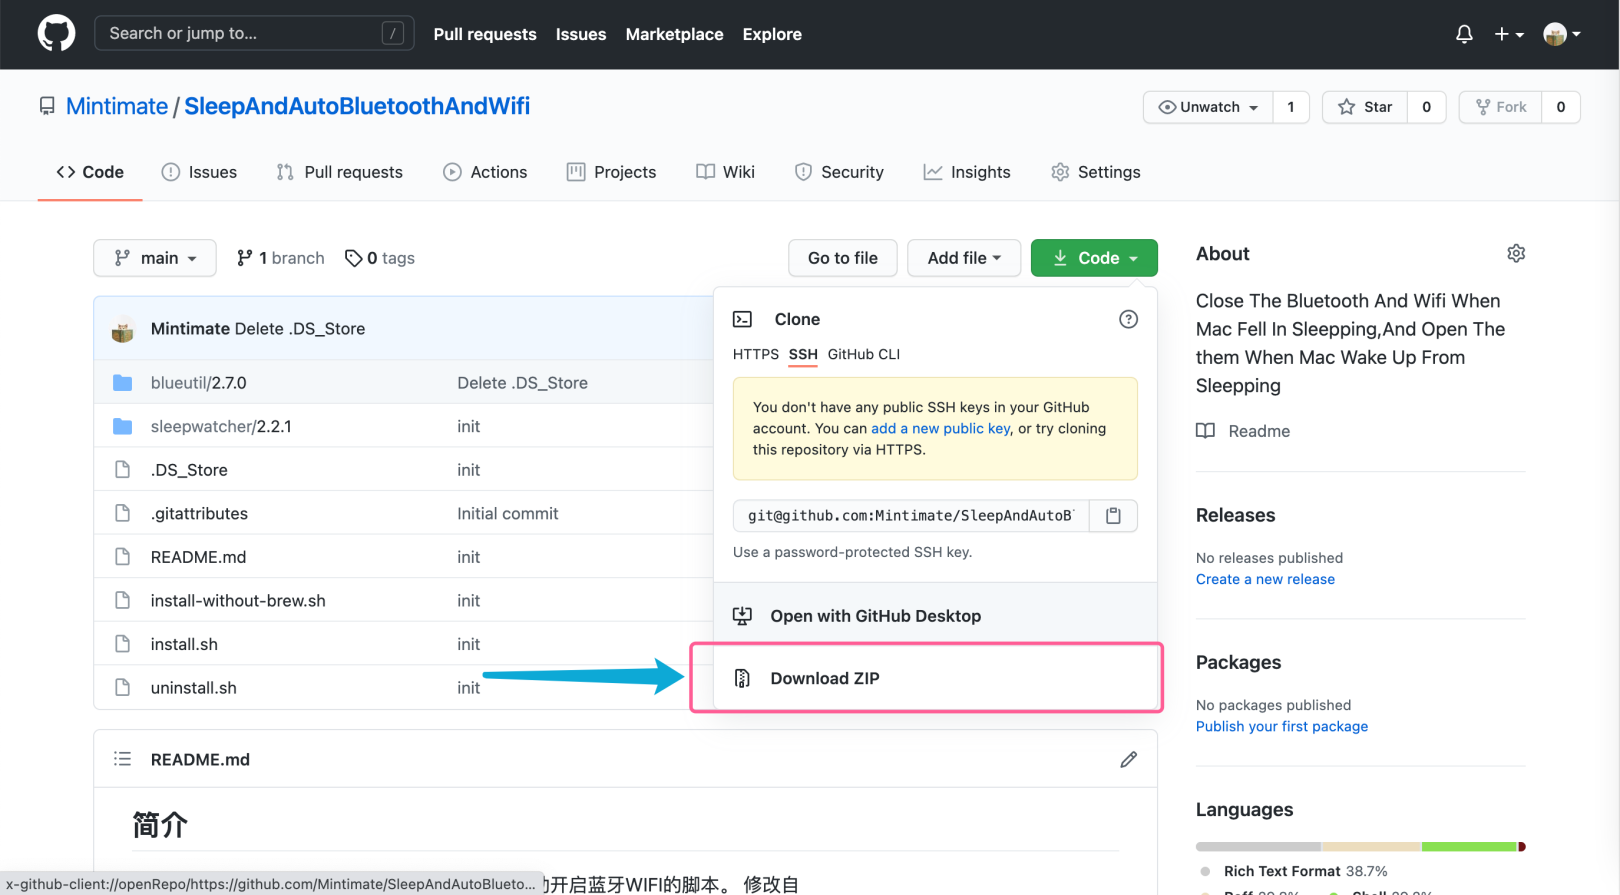 Search or jump to...
/
Pull requests
Issues
Marketplace
Explore
Mintimate / SleepAndAutoBluetoothAndWifi
Unwatch
1
Star
0
Fork
0
Code
Issues
Pull requests
Actions
Projects
Wiki
Security
Insights
Settings
main
1 branch
0 tags
Go to file
Add file
Code
Mintimate Delete .DS_Store
blueutil/2.7.0
Delete .DS_Store
sleepwatcher/2.2.1
init
.DS_Store
init
.gitattributes
Initial commit
README.md
init
install-without-brew.sh
init
install.sh
init
uninstall.sh
init
Clone
HTTPS
SSH
GitHub CLI
You don't have any public SSH keys in your GitHub
account. You can add a new public key, or try cloning
this repository via HTTPS.
git@github.com:Mintimate/SleepAndAutoB
Use a password-protected SSH key.
Open with GitHub Desktop
Download ZIP
README.md
简介
开启蓝牙WIFI的脚本。 修改自
x-github-client://openRepo/https://github.com/Mintimate/SleepAndAutoBlueto...
About
Close The Bluetooth And Wifi When
Mac Fell In Sleepping,And Open The
them When Mac Wake Up From
Sleepping
Readme
Releases
No releases published
Create a new release
Packages
No packages published
Publish your first package
Languages
Rich Text Format 38.7%